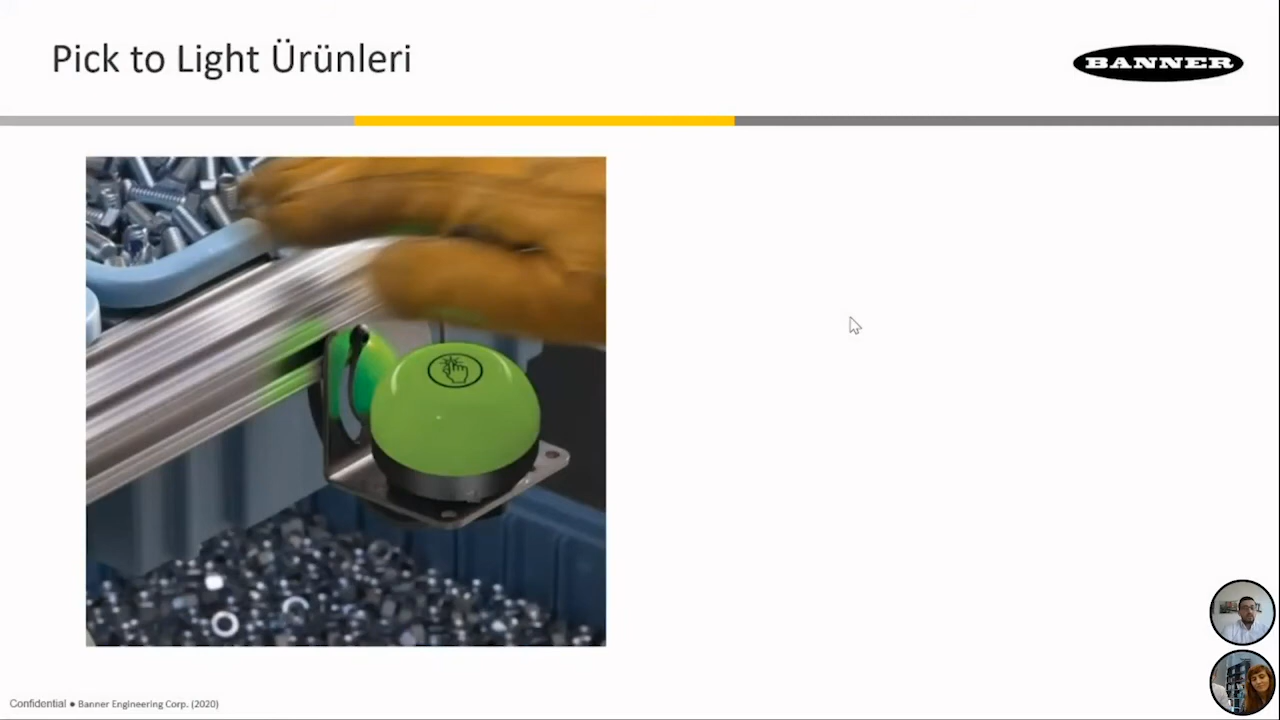 Pick to Light Ürünleri
BANNER
Confidential ● Banner Engineering Corp. (2020)